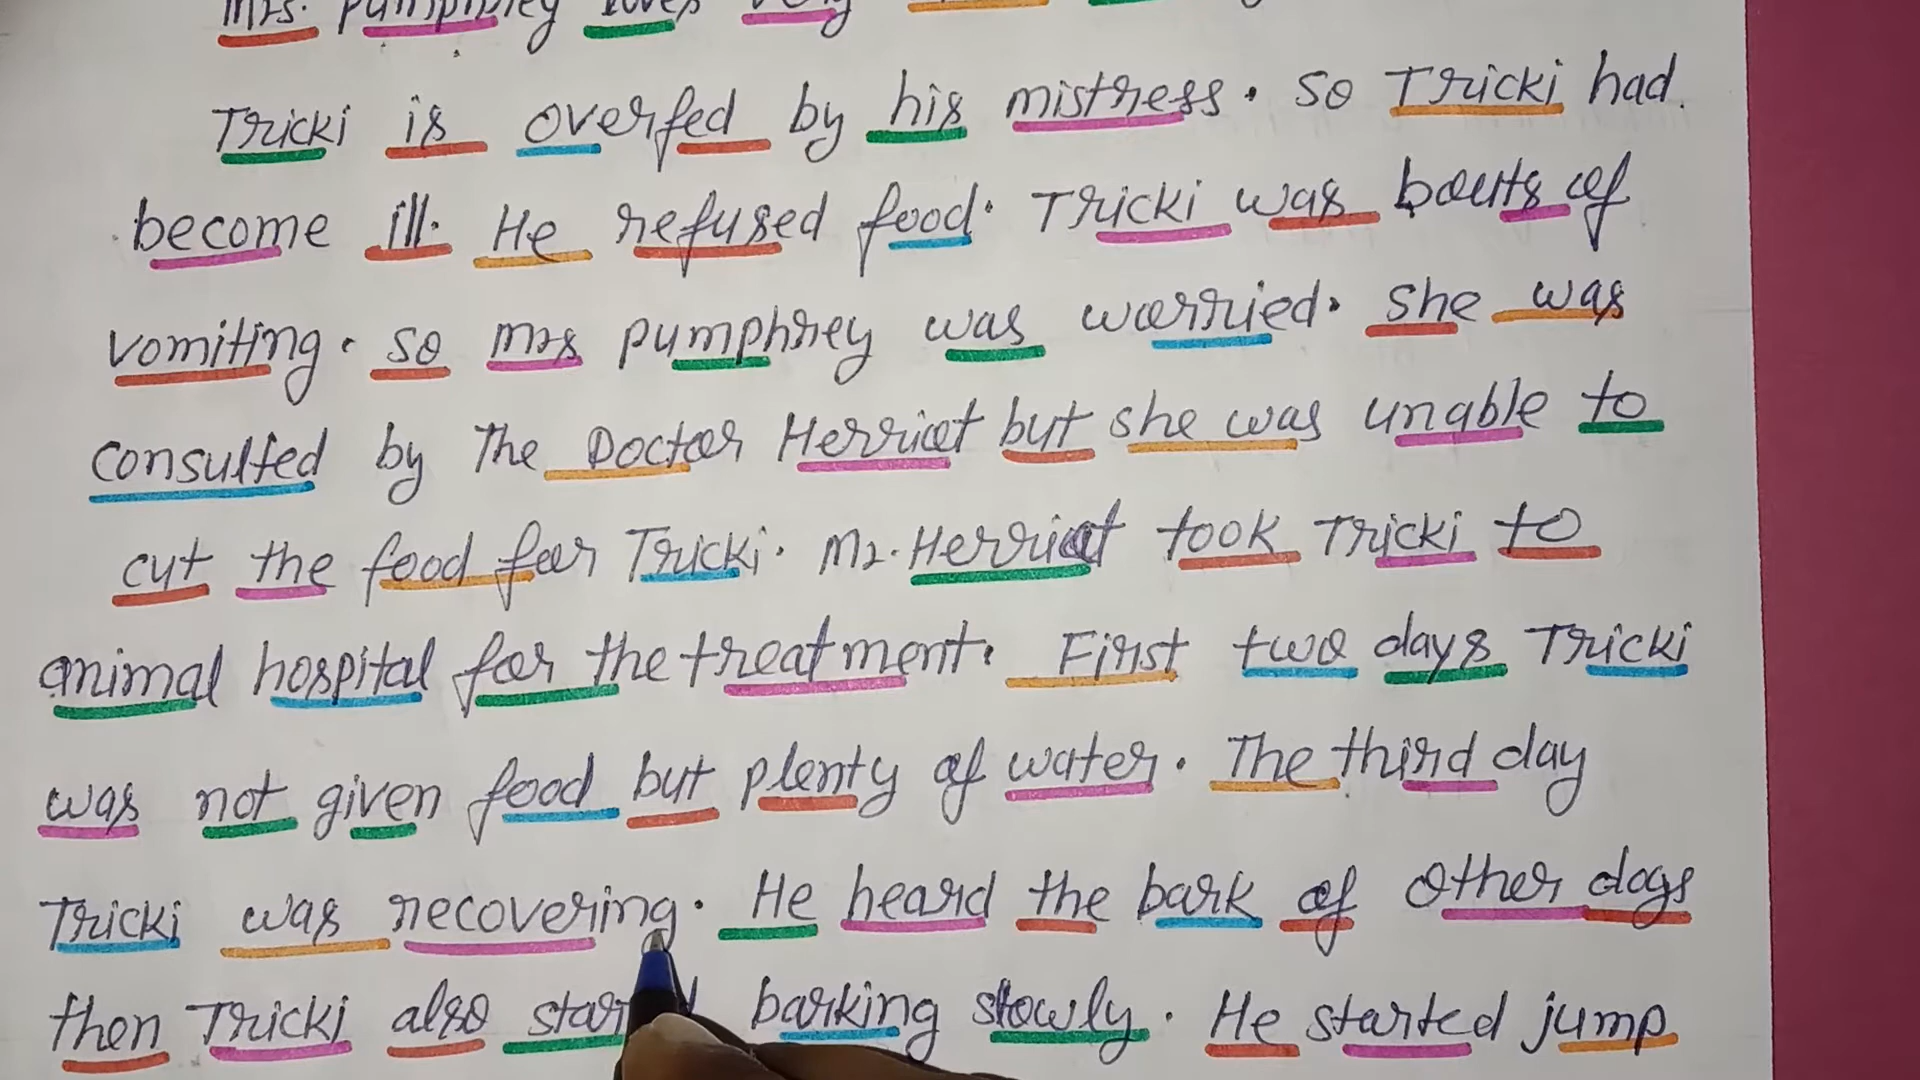 Mrs. Pumphrey loves very
Tricki is overfed by his mistress. So Tricki had
become ill. He refused food. Tricki was bouts of
vomiting. so Mrs pumphrey was worried. she was
consulted by The Doctor Herriot but she was unable to
cut the food for Tricki. Mr. Herriot took Tricki to
animal hospital for the treatment. First two days Tricki
was not given food but plenty of water. The third day
Tricki was recovering. He heard the bark of other dogs
then Tricki also barking slowly. He started jump